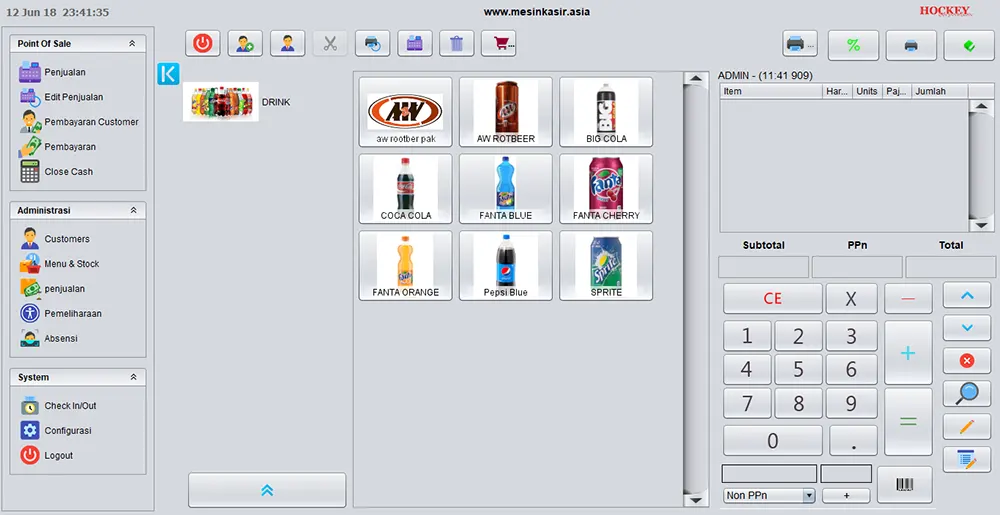 12 Jun 18 23:41:35
www.mesinkasir.asia
HOCKEY
Point Of Sale
Penjualan
Edit Penjualan
Pembayaran Customer
Pembayaran
Close Cash
Administrasi
Customers
Menu & Stock
penjualan
Pemeliharaan
Absensi
System
Check In/Out
Configurasi
Logout
K
DRINK
A&W
aw rootber pak
AW ROTBEER
BIG
BIG COLA
COCA COLA
FANTA BLUE
Fanta
FANTA CHERRY
FANTA ORANGE
Pepsi Blue
Sprite
SPRITE
...
...
%
ADMIN - (11:41 909)
Item Har... Units Paj... Jumlah
Subtotal PPn Total
CE X −
1 2 3 +
4 5 6
7 8 9 =
0 .
Non PPn +